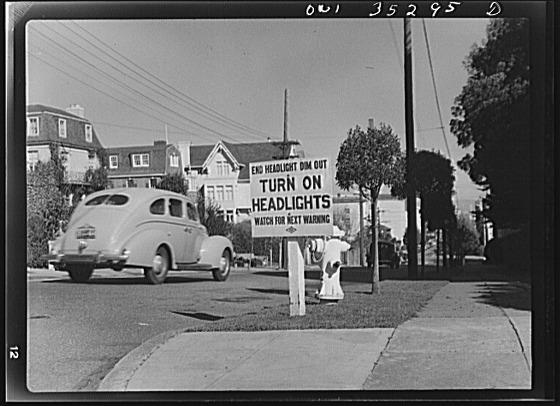 OWI 35295 D
END HEADLIGHT DIM OUT
TURN ON
HEADLIGHTS
WATCH FOR NEXT WARNING
12